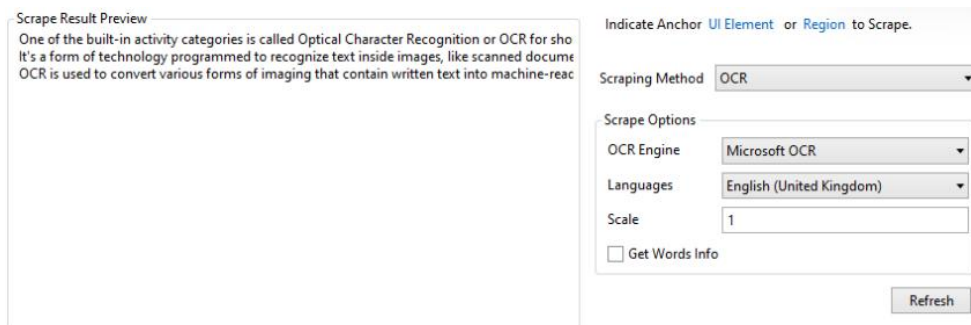 Scrape Result Preview
One of the built-in activity categories is called Optical Character Recognition or OCR for sho
It's a form of technology programmed to recognize text inside images, like scanned docume
OCR is used to convert various forms of imaging that contain written text into machine-reac
Indicate Anchor UI Element or Region to Scrape.
Scraping Method OCR
Scrape Options
OCR Engine Microsoft OCR
Languages English (United Kingdom)
Scale 1
Get Words Info
Refresh